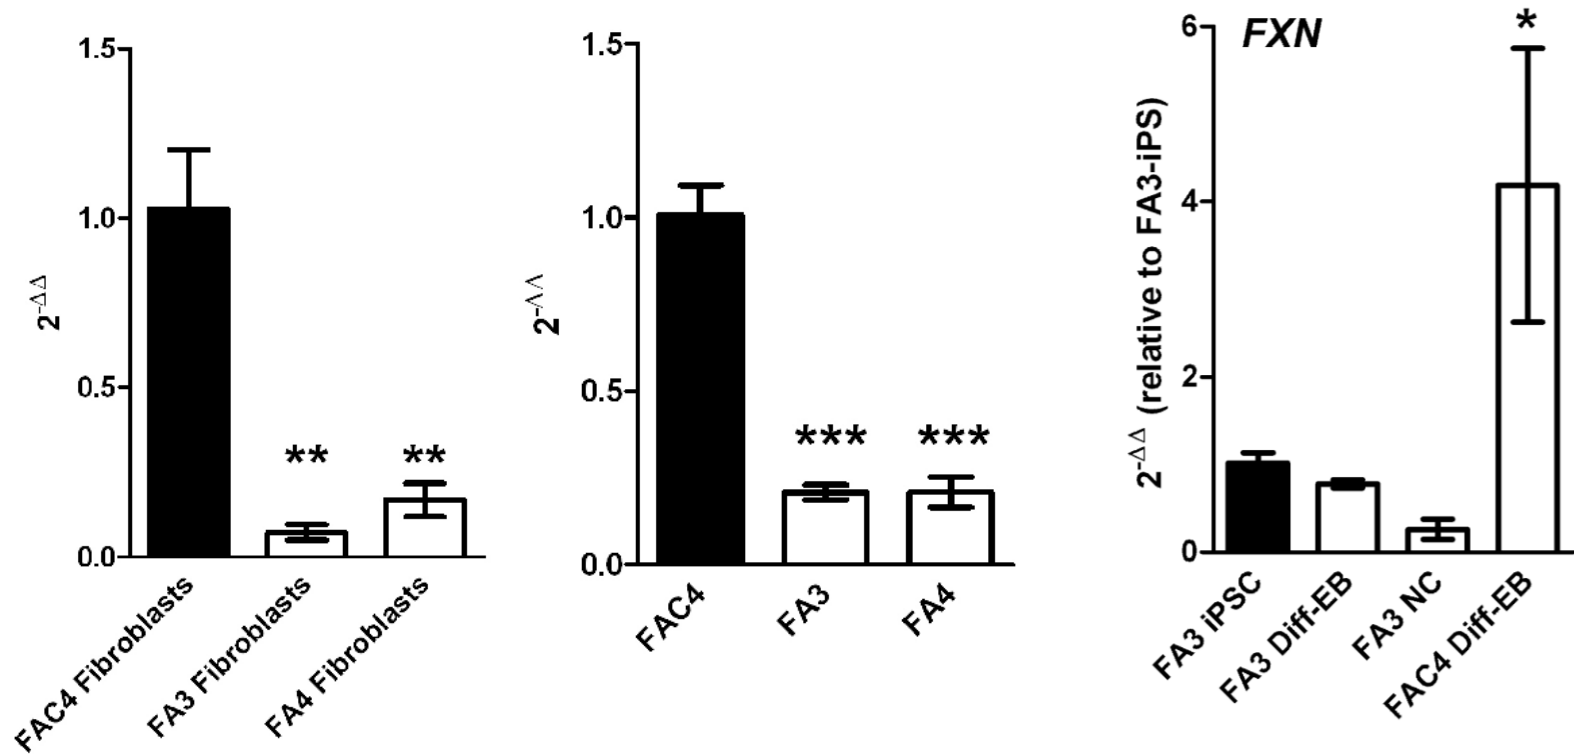 1.5
1.0
0.5
0.0
2^-ΔΔ
**
**
FAC4 Fibroblasts
FA3 Fibroblasts
FA4 Fibroblasts
1.5
1.0
0.5
0.0
2^-ΛΛ
***
***
FAC4
FA3
FA4
FXN
*
6
4
2
0
2^-ΔΔ (relative to FA3-iPS)
FA3 iPSC
FA3 Diff-EB
FA3 NC
FAC4 Diff-EB